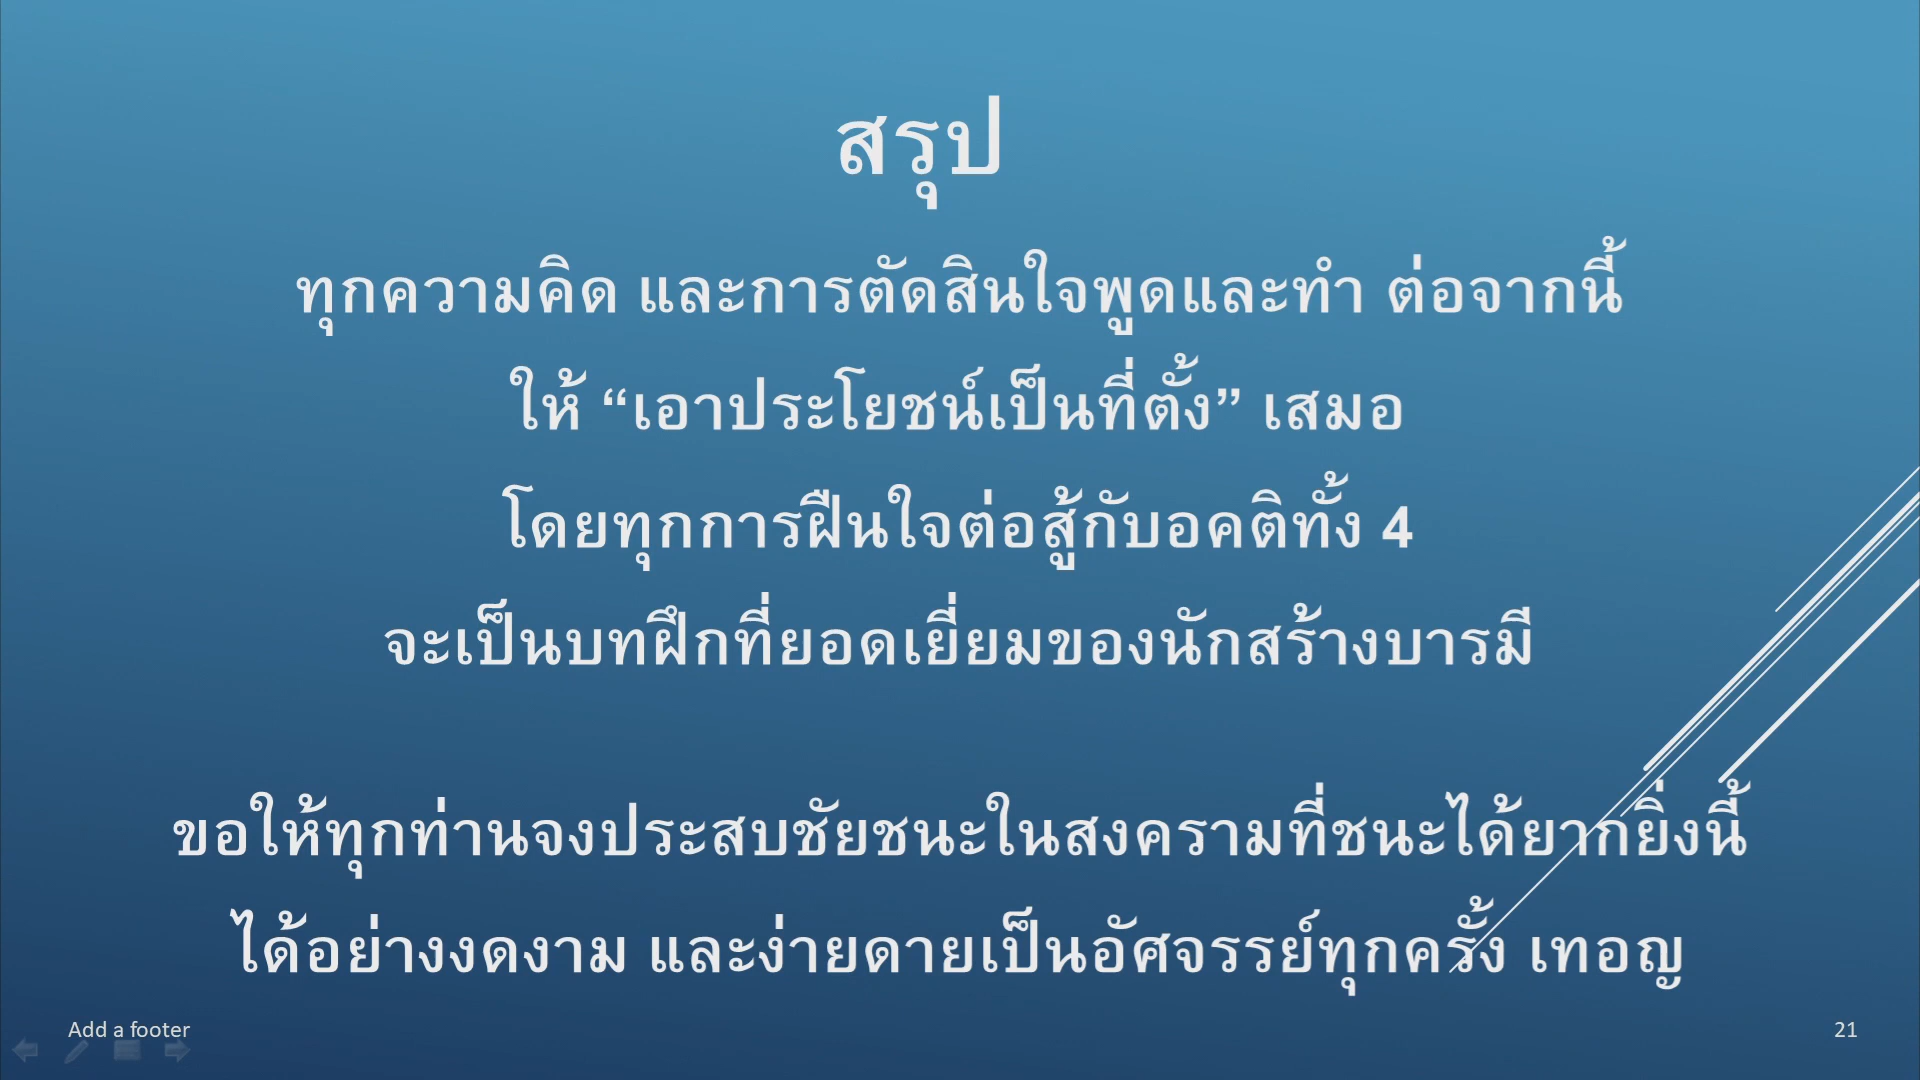 สรุป
ทุกความคิด และการตัดสินใจพูดและทำ ต่อจากนี้
ให้ “เอาประโยชน์เป็นที่ตั้ง” เสมอ
โดยทุกการฝืนใจต่อสู้กับอคติทั้ง 4
จะเป็นบทฝึกที่ยอดเยี่ยมของนักสร้างบารมี
ขอให้ทุกท่านจงประสบชัยชนะในสงครามที่ชนะได้ยากยิ่งนี้
ได้อย่างงดงาม และง่ายดายเป็นอัศจรรย์ทุกครั้ง เทอญ
Add a footer
21